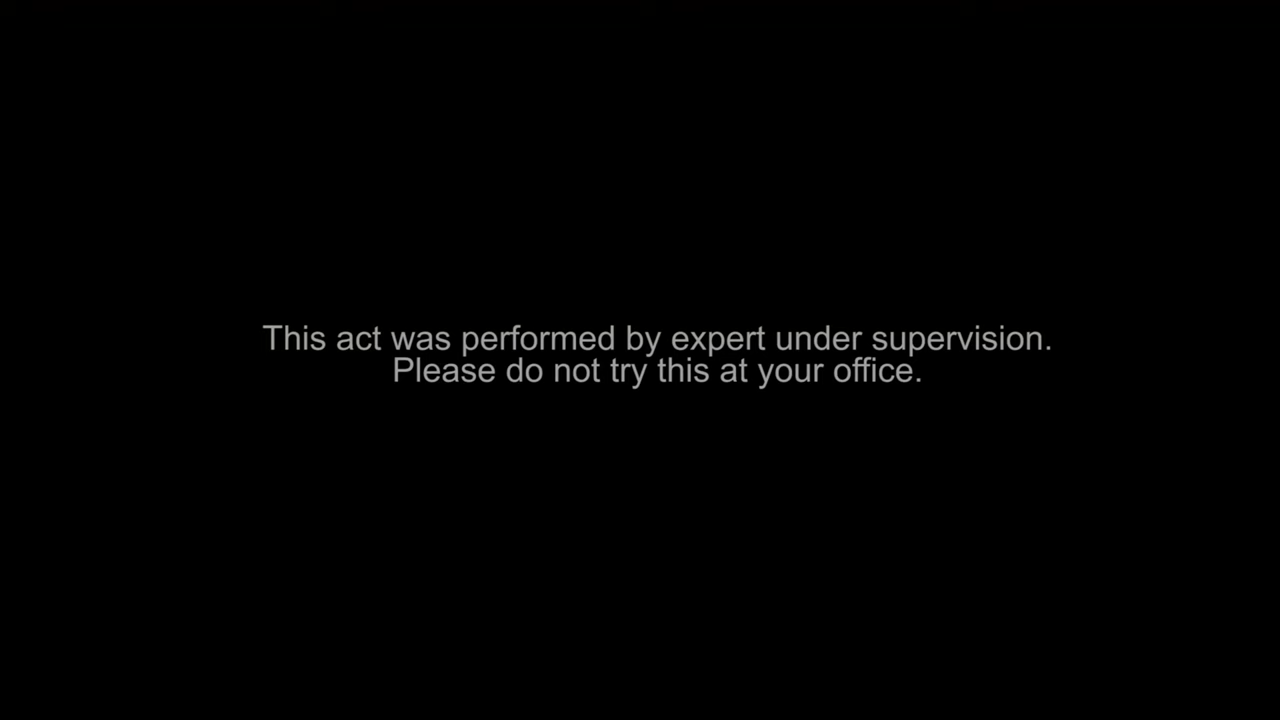 This act was performed by expert under supervision.
Please do not try this at your office.